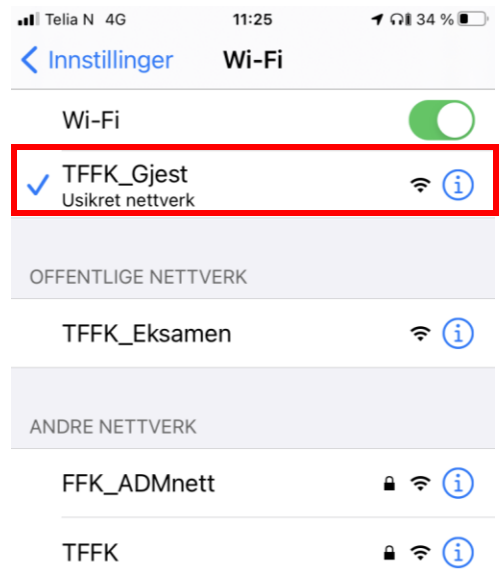 Telia N 4G 11:25 34 %
Innstillinger Wi-Fi
Wi-Fi
TFFK_Gjest
Usikret nettverk
OFFENTLIGE NETTVERK
TFFK_Eksamen
ANDRE NETTVERK
FFK_ADMnett
TFFK